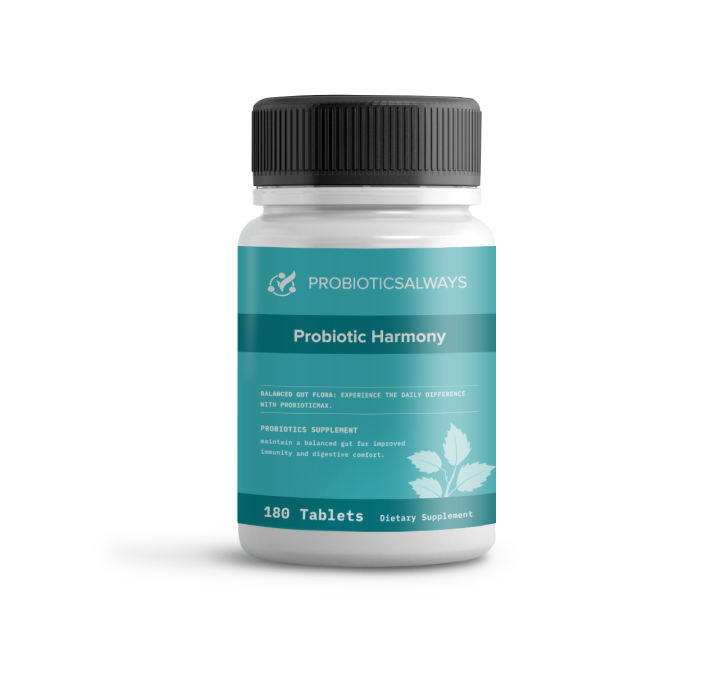 PROBIOTICSALWAYS
Probiotic Harmony
BALANCED GUT FLORA: EXPERIENCE THE DAILY DIFFERENCE
WITH PROBIOTICMAX.
PROBIOTICS SUPPLEMENT
maintain a balanced gut for improved
immunity and digestive comfort.
180 Tablets Dietary Supplement